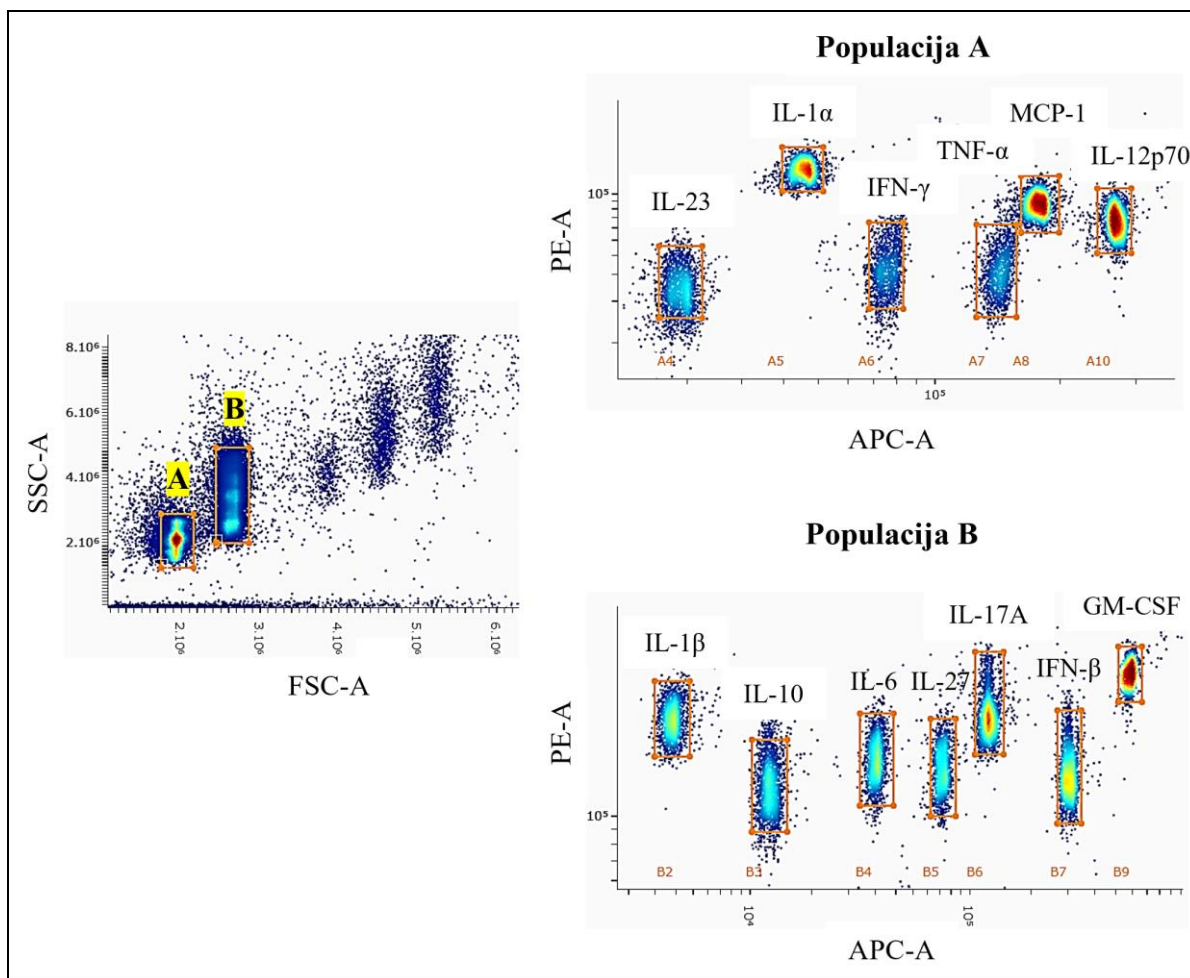 Populacija A
IL-1α
MCP-1
TNF-α
IL-12p70
IL-23
IFN-γ
10⁵
PE-A
A4 A5 A6 A7 A8 A10
10⁵
APC-A
8.10⁶
6.10⁶
4.10⁶
2.10⁶
SSC-A
A
B
2.10⁶ 3.10⁶ 4.10⁶ 5.10⁶ 6.10⁶
FSC-A
Populacija B
IL-1β
IL-10
IL-6
IL-27
IL-17A
IFN-β
GM-CSF
10⁵
PE-A
B2 B3 B4 B5 B6 B7 B9
10⁴ 10⁵
APC-A